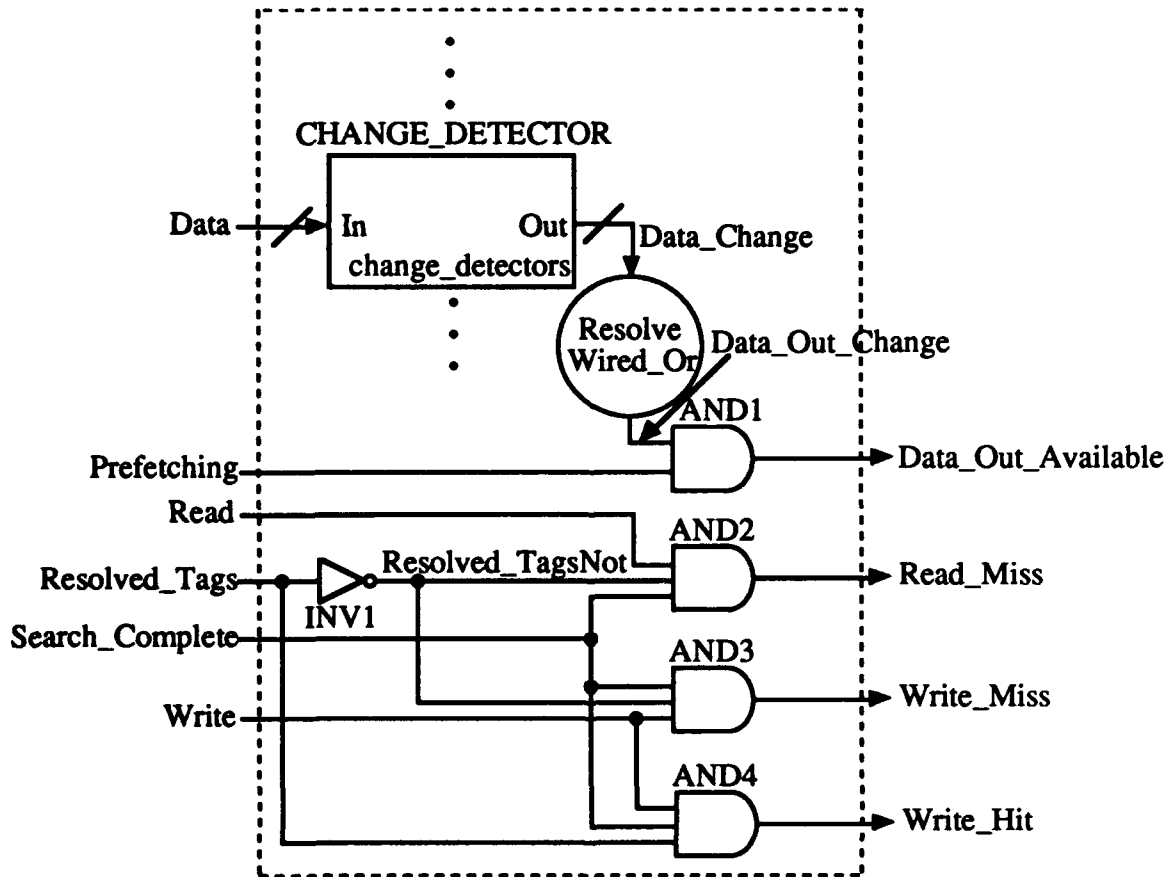 CHANGE_DETECTOR
Data
In
Out
Data_Change
change_detectors
Resolve
Wired_Or
Data_Out_Change
AND1
Prefetching
Data_Out_Available
Read
AND2
Resolved_Tags
Resolved_TagsNot
Read_Miss
INV1
Search_Complete
AND3
Write
Write_Miss
AND4
Write_Hit